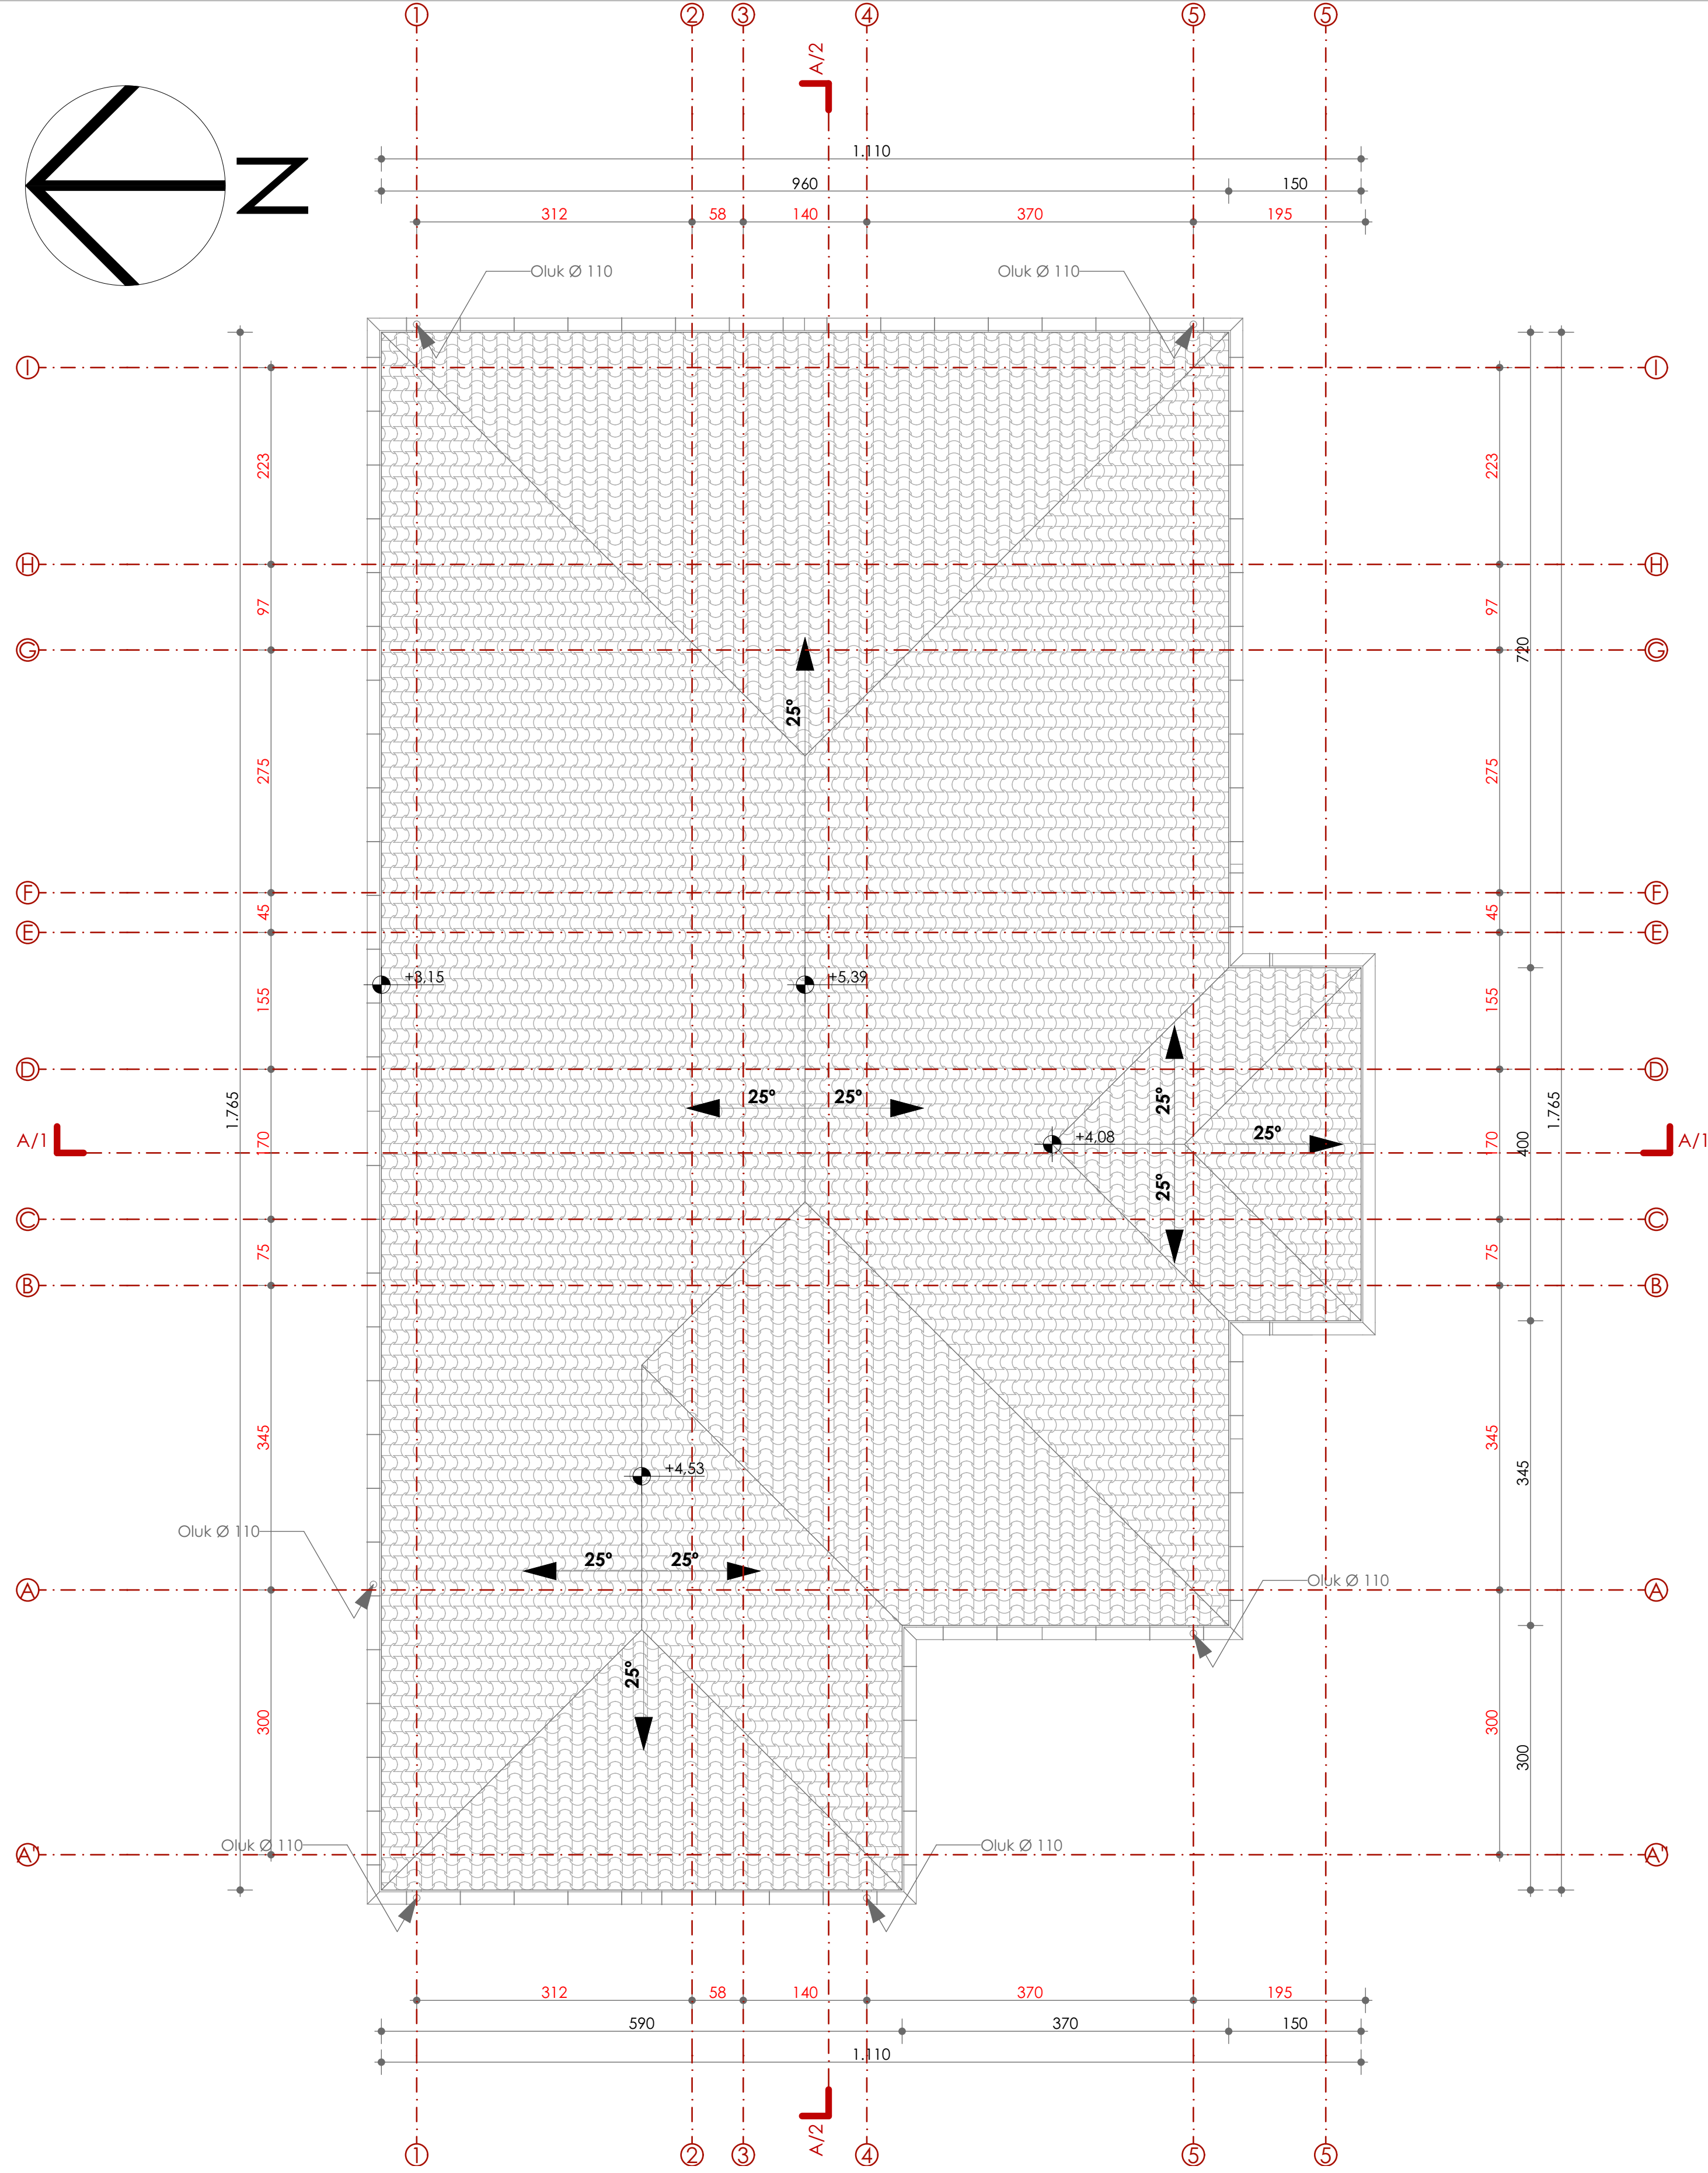 1 2 3 4 5 5
A/2
N
1.110
960 150
312 58 140 370 195
Oluk Ø 110 Oluk Ø 110
I I
223 223
H H
97 97
720
G G
25°
275 275
F F
45 45
E E
+3,15 +5,39
155 155
D D
25° 25° 25°
1.765 1.765
+4,08 25°
A/1 A/1
170 400 170
25°
C C
75 75
B B
345 345
+4,53 345
Oluk Ø 110
25° 25°
A A
Oluk Ø 110
25°
300 300
300
Oluk Ø 110 Oluk Ø 110
A" A"
312 58 140 370 195
590 370 150
1.110
A/2
1 2 3 4 5 5